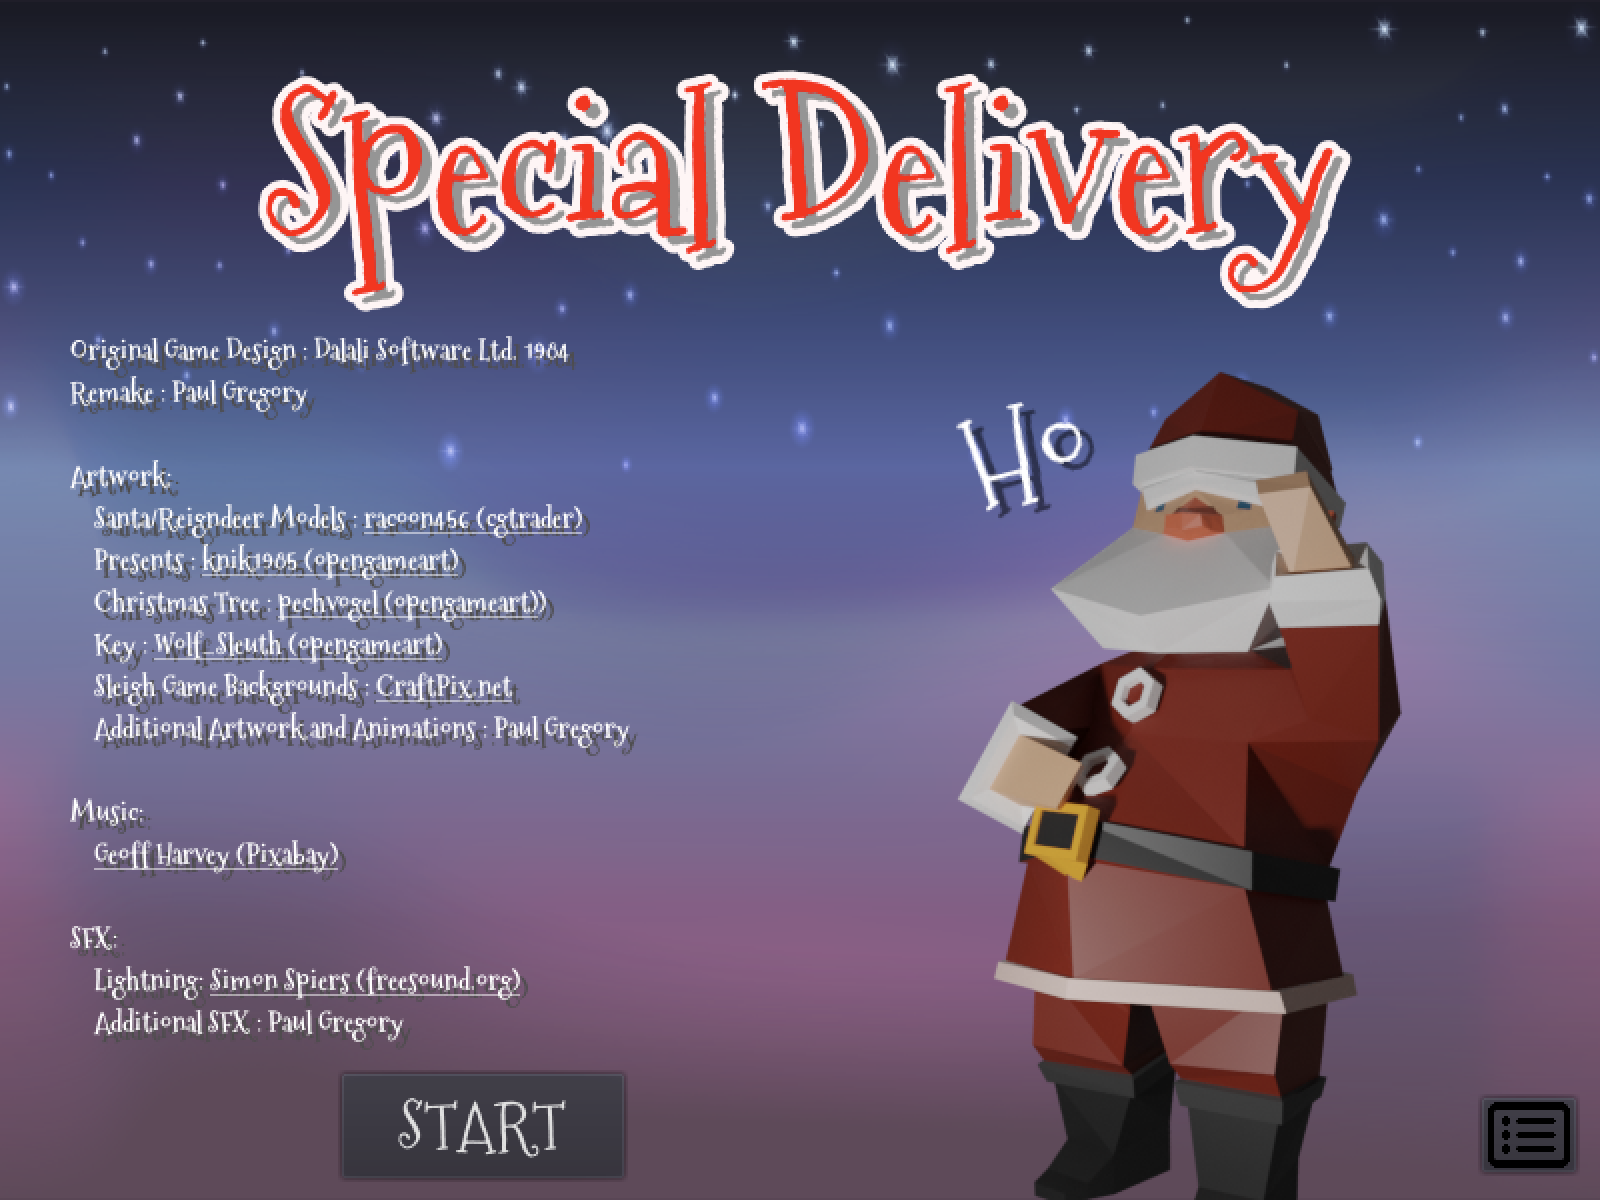 Special Delivery
Original Game Design : Dalali Software Ltd. 1984
Remake : Paul Gregory
Artwork:
Santa/Reigndeer Models : racoon456 (cgtrader)
Presents : knik1985 (opengameart)
Christmas Tree : pechvogel (opengameart))
Key : Wolf_Sleuth (opengameart)
Sleigh Game Backgrounds : CraftPix.net
Additional Artwork and Animations : Paul Gregory
Music:
Geoff Harvey (Pixabay)
SFX:
Lightning: Simon Spiers (freesound.org)
Additional SFX : Paul Gregory
Ho
START